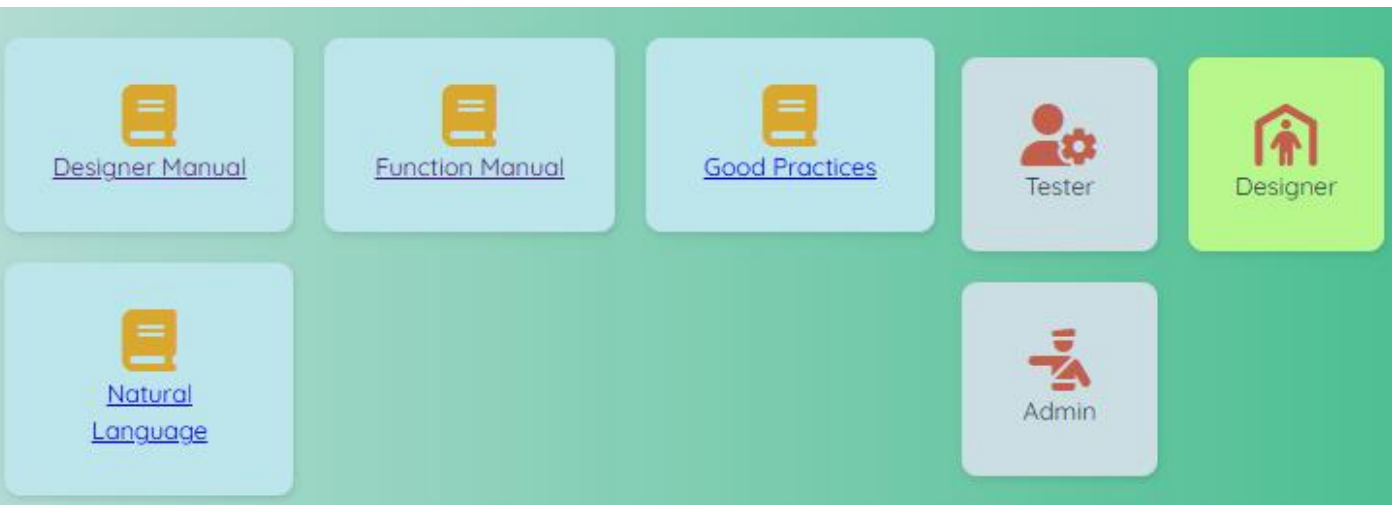 Designer Manual
Function Manual
Good Practices
Tester
Designer
Natural
Language
Admin